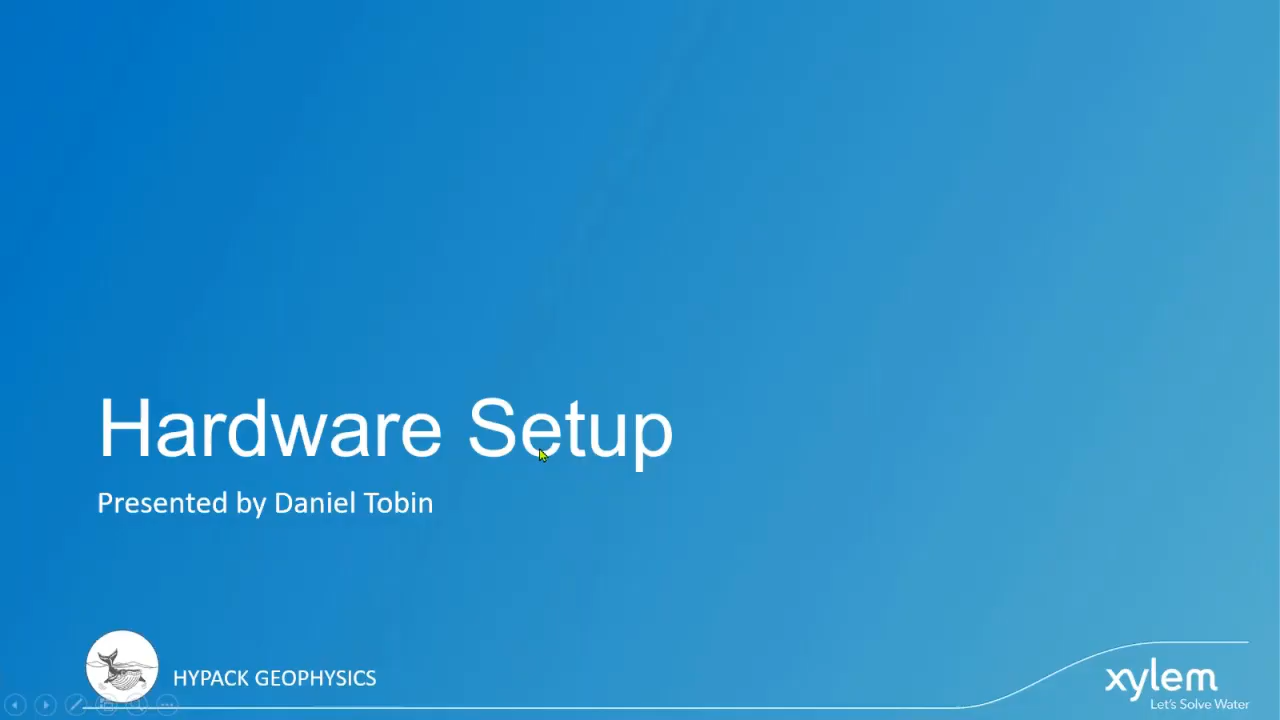 Hardware Setup
Presented by Daniel Tobin
HYPACK GEOPHYSICS
xylem
Let's Solve Water